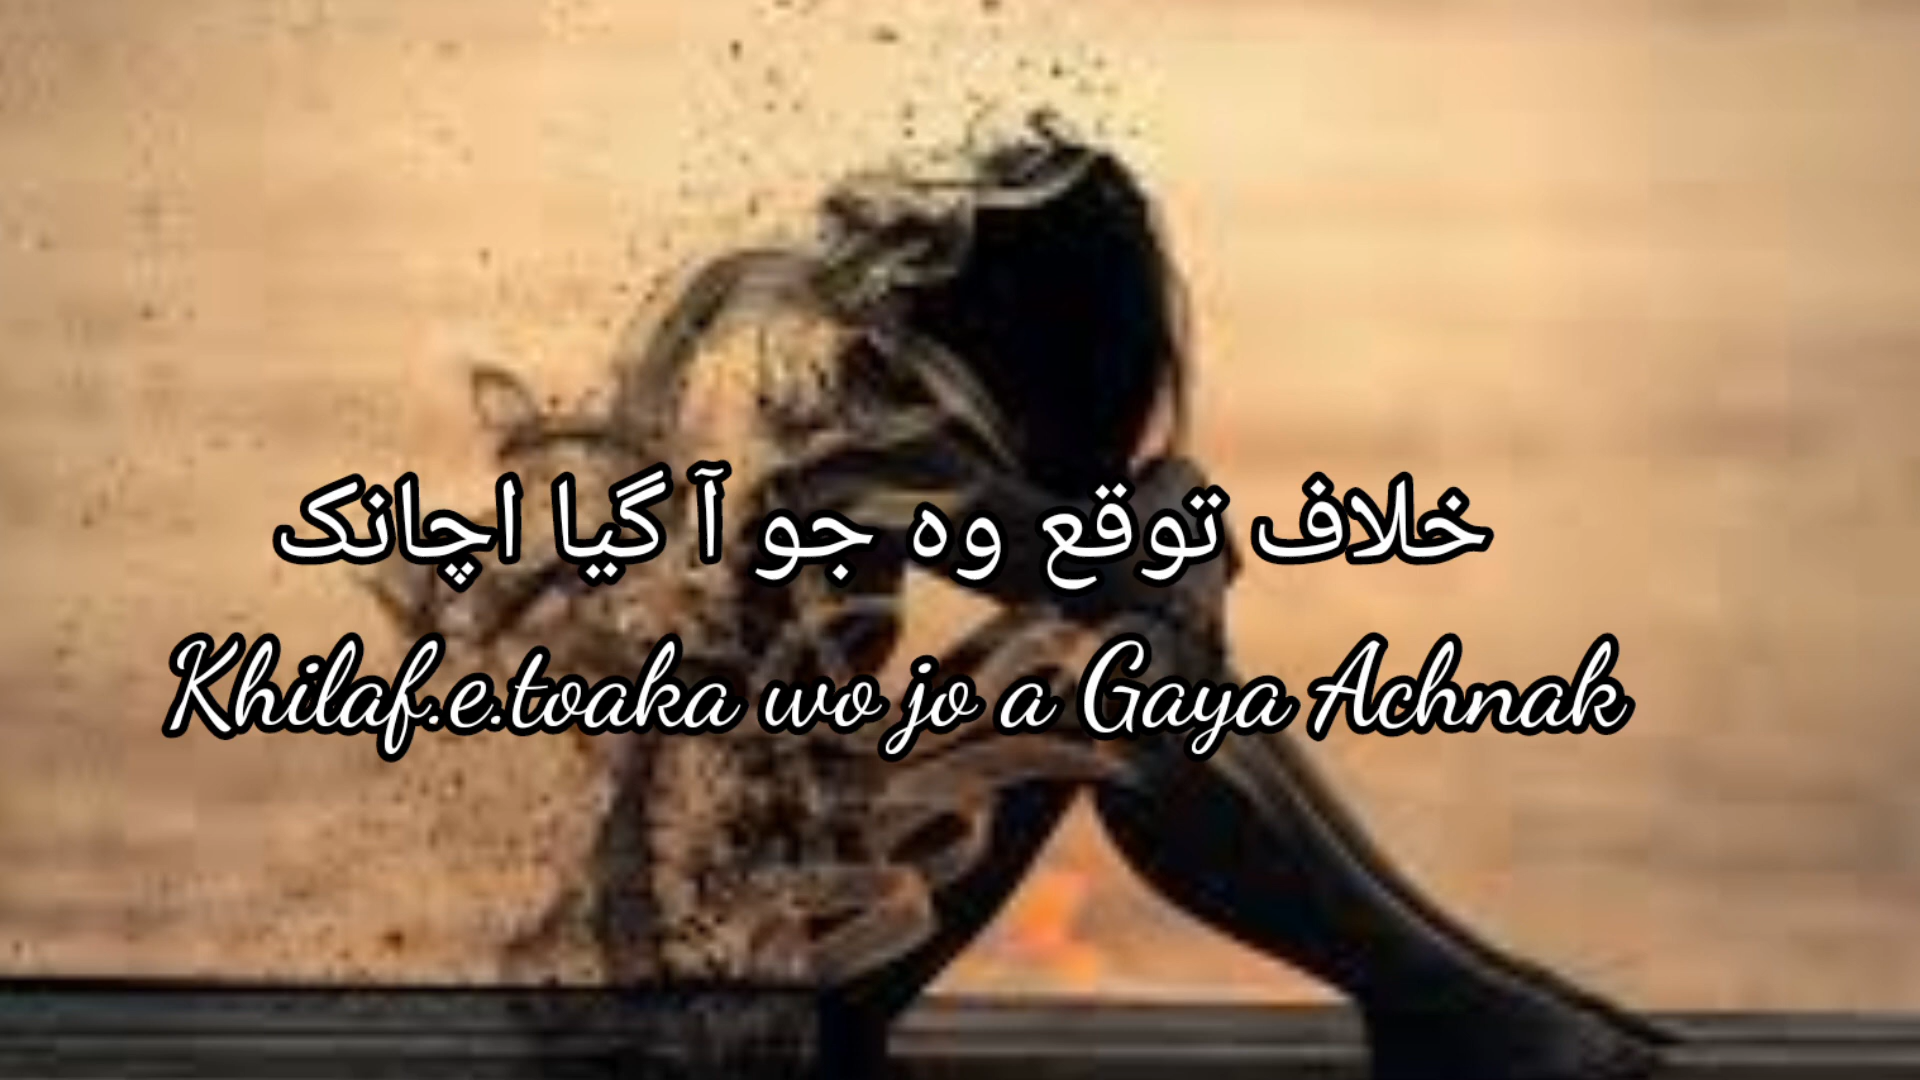 خلاف توقع وہ جو آ گیا اچانک
Khilaf.e.toaka wo jo a Gaya Achnak